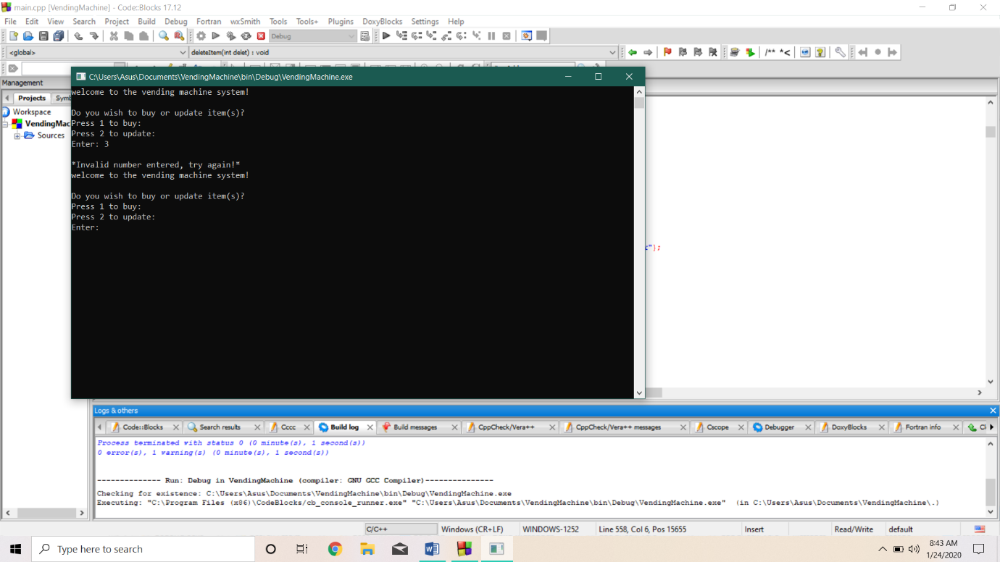 main.cpp [VendingMachine] - Code::Blocks 17.12
File Edit View Search Project Build Debug Fortran wxSmith Tools Tools+ Plugins DoxyBlocks Settings Help
Debug
<global> deleteItem(int delet) : void /** *<
C:\Users\Asus\Documents\VendingMachine\bin\Debug\VendingMachine.exe
Management
Projects
Workspace
VendingMac
Sources
welcome to the vending machine system!
Do you wish to buy or update item(s)?
Press 1 to buy:
Press 2 to update:
Enter: 3
*Invalid number entered, try again!*
welcome to the vending machine system!
Do you wish to buy or update item(s)?
Press 1 to buy:
Press 2 to update:
Enter:
"};
Logs & others
Code::Blocks Search results Cccc Build log Build messages CppCheck/Vera++ CppCheck/Vera++ messages Cscope Debugger DoxyBlocks Fortran info
Process terminated with status 0 (0 minute(s), 1 second(s))
0 error(s), 1 warning(s) (0 minute(s), 1 second(s))
-------------- Run: Debug in VendingMachine (compiler: GNU GCC Compiler)---------------
Checking for existence: C:\Users\Asus\Documents\VendingMachine\bin\Debug\VendingMachine.exe
Executing: "C:\Program Files (x86)\CodeBlocks/cb_console_runner.exe" "C:\Users\Asus\Documents\VendingMachine\bin\Debug\VendingMachine.exe" (in C:\Users\Asus\Documents\VendingMachine\.)
C/C++ Windows (CR+LF) WINDOWS-1252 Line 558, Col 6, Pos 15655 Insert Read/Write default
Type here to search
8:43 AM
1/24/2020